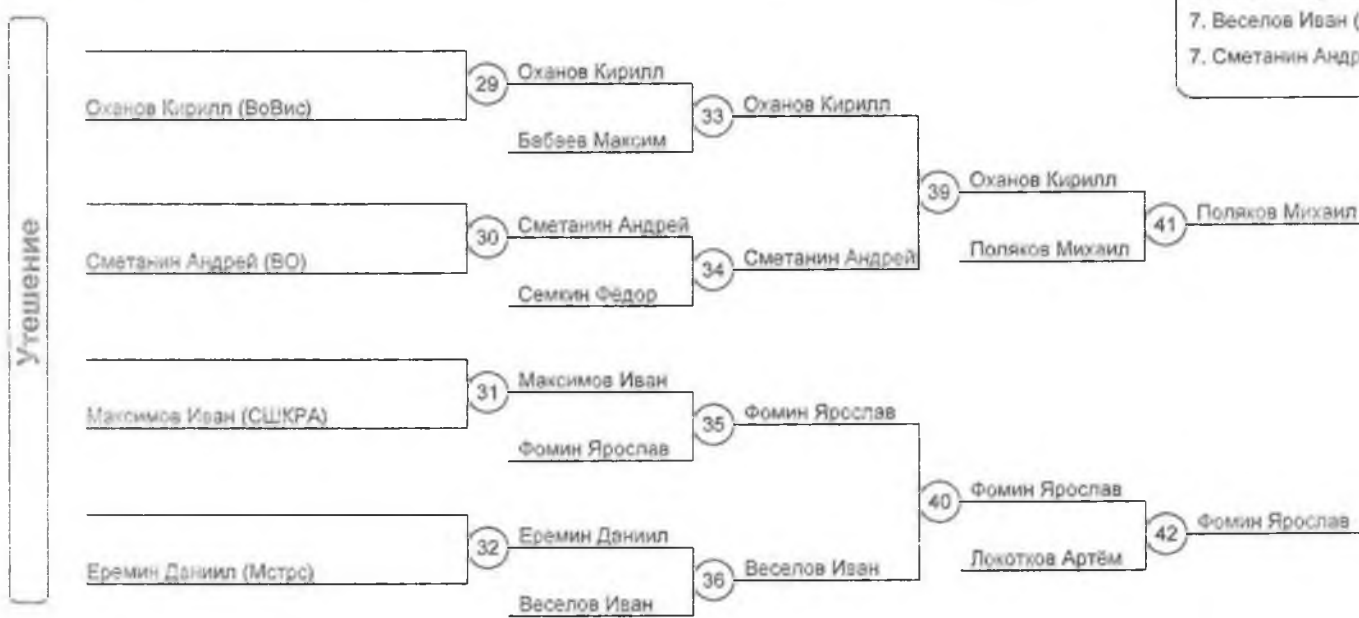 7. Веселов Иван (
7. Сметанин Андр
Утешение
Оханов Кирилл (ВоВис)
29
Оханов Кирилл
Бабаев Максим
33
Оханов Кирилл
Сметанин Андрей (ВО)
30
Сметанин Андрей
Семкин Фёдор
34
Сметанин Андрей
39
Оханов Кирилл
Поляков Михаил
41
Поляков Михаил
Максимов Иван (СШКРА)
31
Максимов Иван
Фомин Ярослав
35
Фомин Ярослав
Еремин Даниил (Мстрс)
32
Еремин Даниил
Веселов Иван
36
Веселов Иван
40
Фомин Ярослав
Локотков Артём
42
Фомин Ярослав